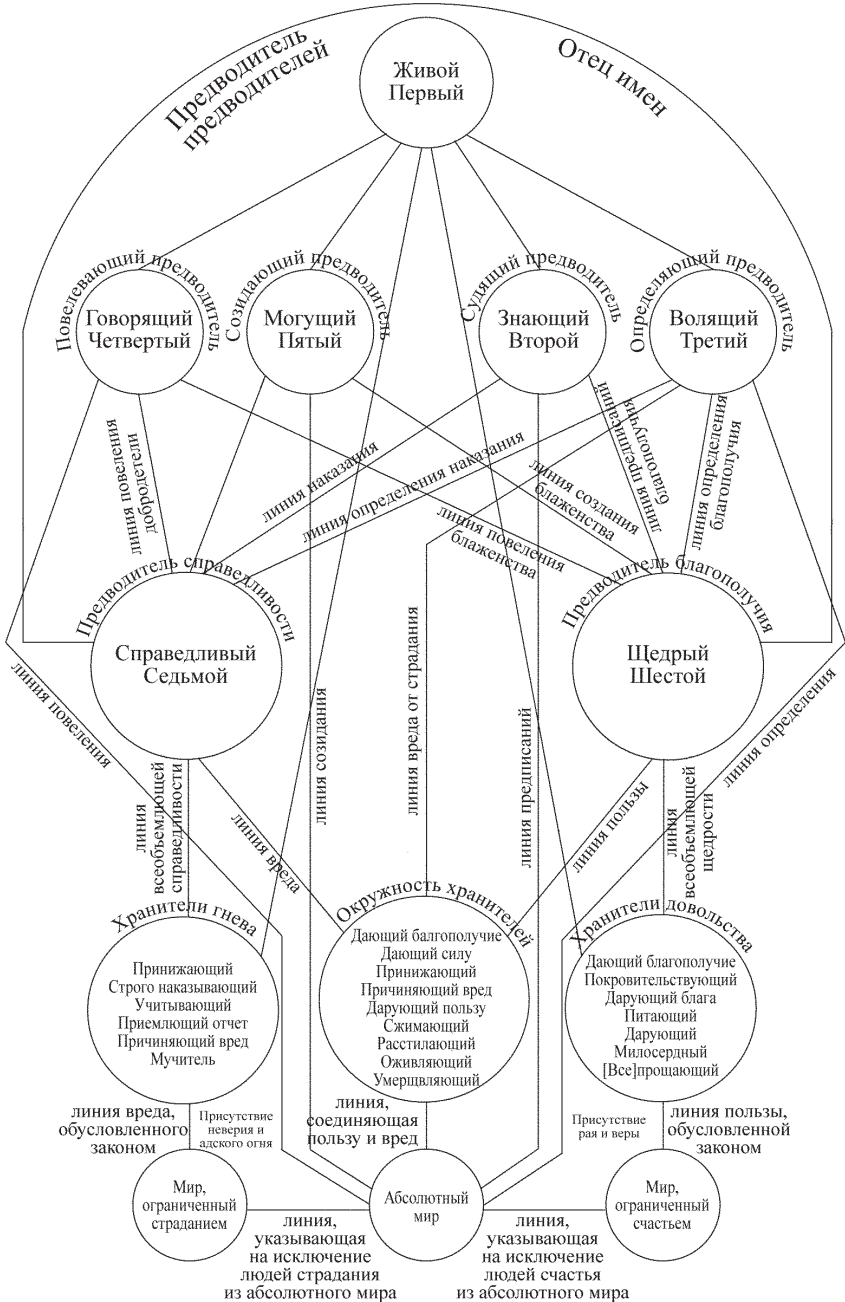 Предводитель
предводителей
Отец имен
Живой
Первый
Повелевающий предводитель
Говорящий
Четвертый
Созидающий предводитель
Могущий
Пятый
Судящий предводитель
Знающий
Второй
Определяющий предводитель
Волящий
Третий
линия повеления
добродетели
линия наказания
линия определения наказания
линия повеления
блаженства
линия создания
блаженства
линия предписаний
благополучия
линия определения
благополучия
Предводитель справедливости
Справедливый
Седьмой
Предводитель благополучия
Щедрый
Шестой
линия повеления
линия созидания
линия вреда от страдания
линия предписаний
линия определения
линия
всеобъемлющей
справедливости
линия вреда
линия пользы
линия
всеобъемлющей
щедрости
Хранители гнева
Принижающий
Строго наказывающий
Учитывающий
Приемлющий отчет
Причиняющий вред
Мучитель
Окружность хранителей
Дающий балгополучие
Дающий силу
Принижающий
Причиняющий вред
Дарующий пользу
Сжимающий
Расстилающий
Оживляющий
Умерщвляющий
Хранители довольства
Дающий благополучие
Покровительствующий
Дарующий блага
Питающий
Дарующий
Милосердный
[Все]прощающий
линия вреда,
обусловленного
законом
Присутствие
неверия и
адского огня
линия,
соединяющая
пользу и вред
Присутствие
рая и веры
линия пользы,
обусловленной
законом
Мир,
ограниченный
страданием
Абсолютный
мир
Мир,
ограниченный
счастьем
линия,
указывающая
на исключение
людей страдания
из абсолютного мира
линия,
указывающая
на исключение
людей счастья
из абсолютного мира